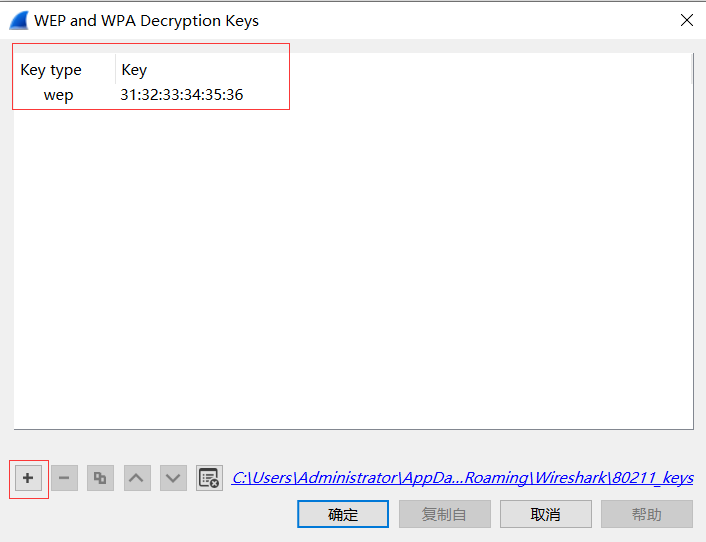 WEP and WPA Decryption Keys
Key type Key
wep 31:32:33:34:35:36
C:\Users\Administrator\AppDa...Roaming\Wireshark\80211_keys
确定 复制自 取消 帮助